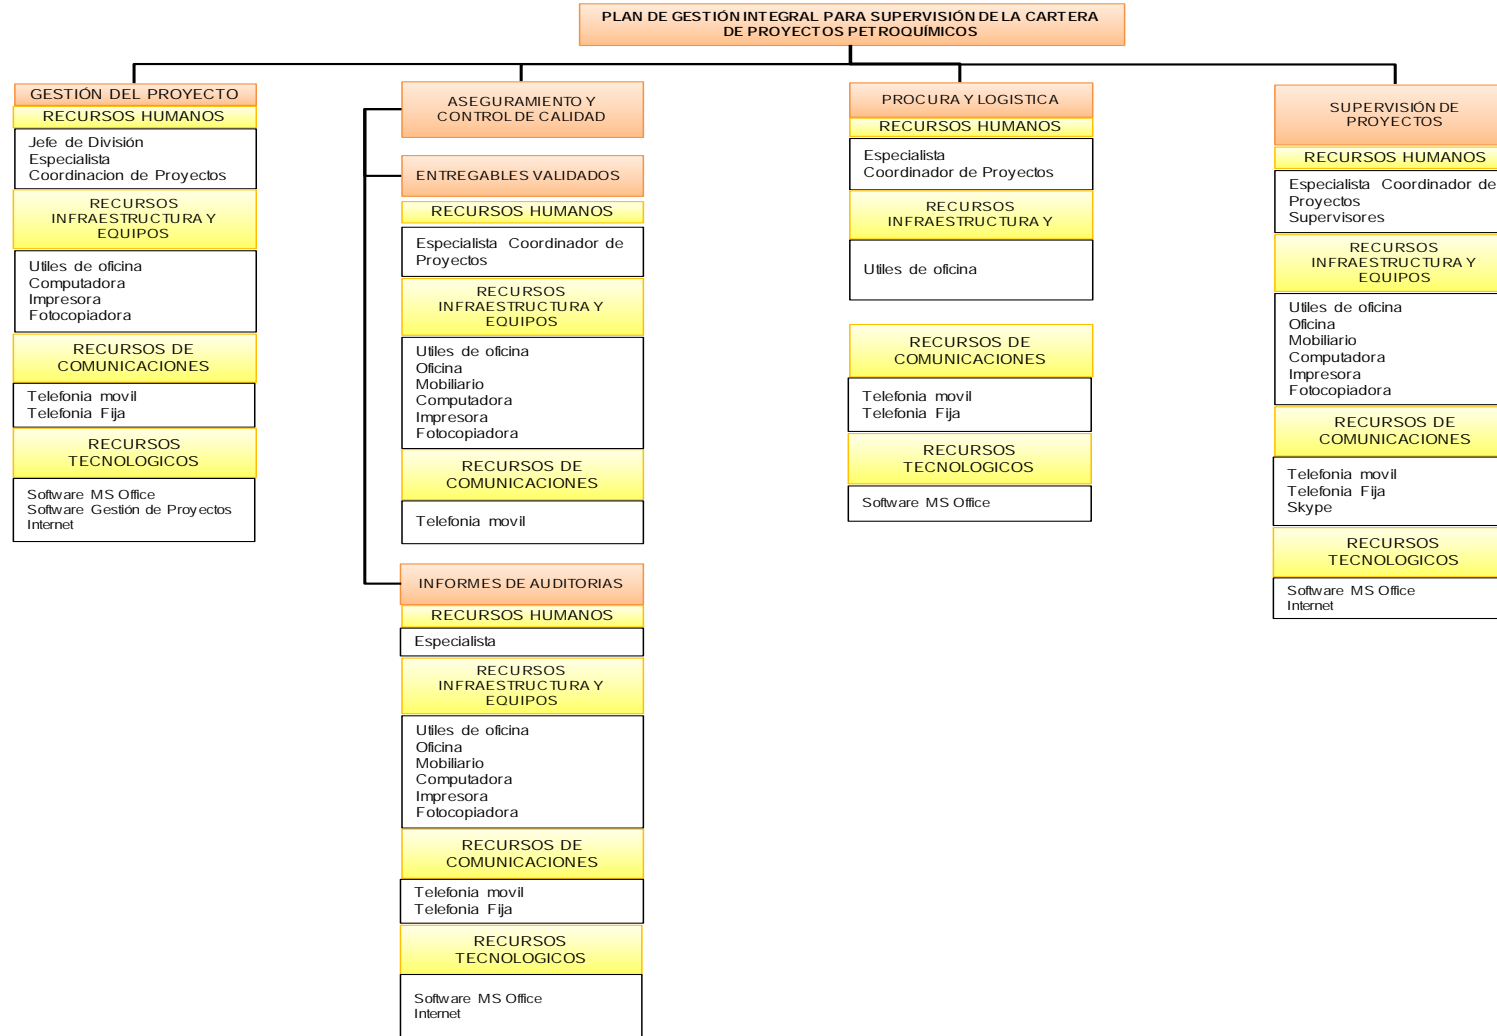 PLAN DE GESTIÓN INTEGRAL PARA SUPERVISIÓN DE LA CARTERA
DE PROYECTOS PETROQUÍMICOS
GESTIÓN DEL PROYECTO
RECURSOS HUMANOS
Jefe de División
Especialista
Coordinacion de Proyectos
RECURSOS
INFRAESTRUCTURA Y
EQUIPOS
Utiles de oficina
Computadora
Impresora
Fotocopiadora
RECURSOS DE
COMUNICACIONES
Telefonia movil
Telefonia Fija
RECURSOS
TECNOLOGICOS
Software MS Office
Software Gestión de Proyectos
Internet
ASEGURAMIENTO Y
CONTROL DE CALIDAD
ENTREGABLES VALIDADOS
RECURSOS HUMANOS
Especialista Coordinador de
Proyectos
RECURSOS
INFRAESTRUCTURA Y
EQUIPOS
Utiles de oficina
Oficina
Mobiliario
Computadora
Impresora
Fotocopiadora
RECURSOS DE
COMUNICACIONES
Telefonia movil
INFORMES DE AUDITORIAS
RECURSOS HUMANOS
Especialista
RECURSOS
INFRAESTRUCTURA Y
EQUIPOS
Utiles de oficina
Oficina
Mobiliario
Computadora
Impresora
Fotocopiadora
RECURSOS DE
COMUNICACIONES
Telefonia movil
Telefonia Fija
RECURSOS
TECNOLOGICOS
Software MS Office
Internet
PROCURA Y LOGISTICA
RECURSOS HUMANOS
Especialista
Coordinador de Proyectos
RECURSOS
INFRAESTRUCTURA Y
Utiles de oficina
RECURSOS DE
COMUNICACIONES
Telefonia movil
Telefonia Fija
RECURSOS
TECNOLOGICOS
Software MS Office
SUPERVISIÓN DE
PROYECTOS
RECURSOS HUMANOS
Especialista Coordinador de
Proyectos
Supervisores
RECURSOS
INFRAESTRUCTURA Y
EQUIPOS
Utiles de oficina
Oficina
Mobiliario
Computadora
Impresora
Fotocopiadora
RECURSOS DE
COMUNICACIONES
Telefonia movil
Telefonia Fija
Skype
RECURSOS
TECNOLOGICOS
Software MS Office
Internet